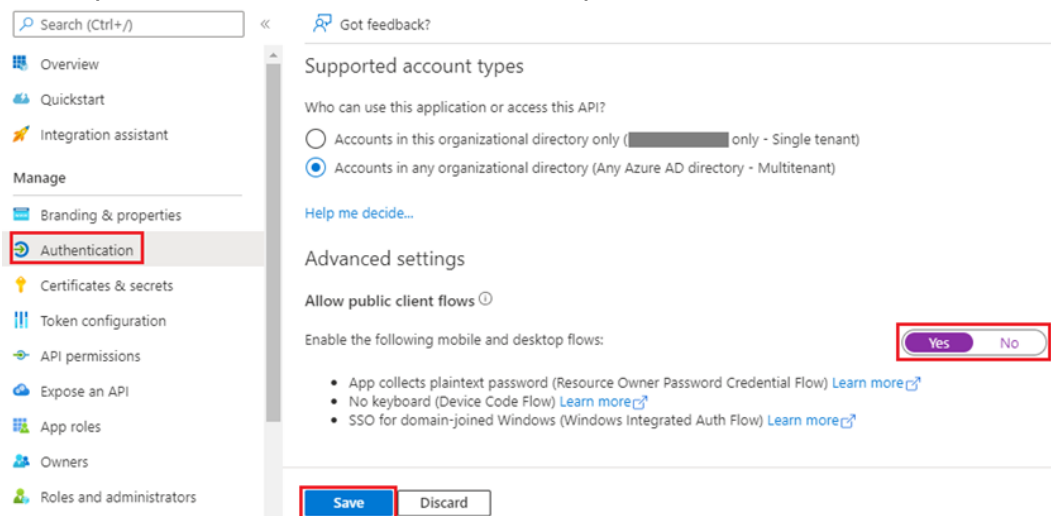 Search (Ctrl+/)
«
Got feedback?
Overview
Quickstart
Integration assistant
Manage
Branding & properties
Authentication
Certificates & secrets
Token configuration
API permissions
Expose an API
App roles
Owners
Roles and administrators
Supported account types
Who can use this application or access this API?
Accounts in this organizational directory only ( only - Single tenant)
Accounts in any organizational directory (Any Azure AD directory - Multitenant)
Help me decide...
Advanced settings
Allow public client flows
Enable the following mobile and desktop flows:
Yes No
• App collects plaintext password (Resource Owner Password Credential Flow) Learn more
• No keyboard (Device Code Flow) Learn more
• SSO for domain-joined Windows (Windows Integrated Auth Flow) Learn more
Save Discard